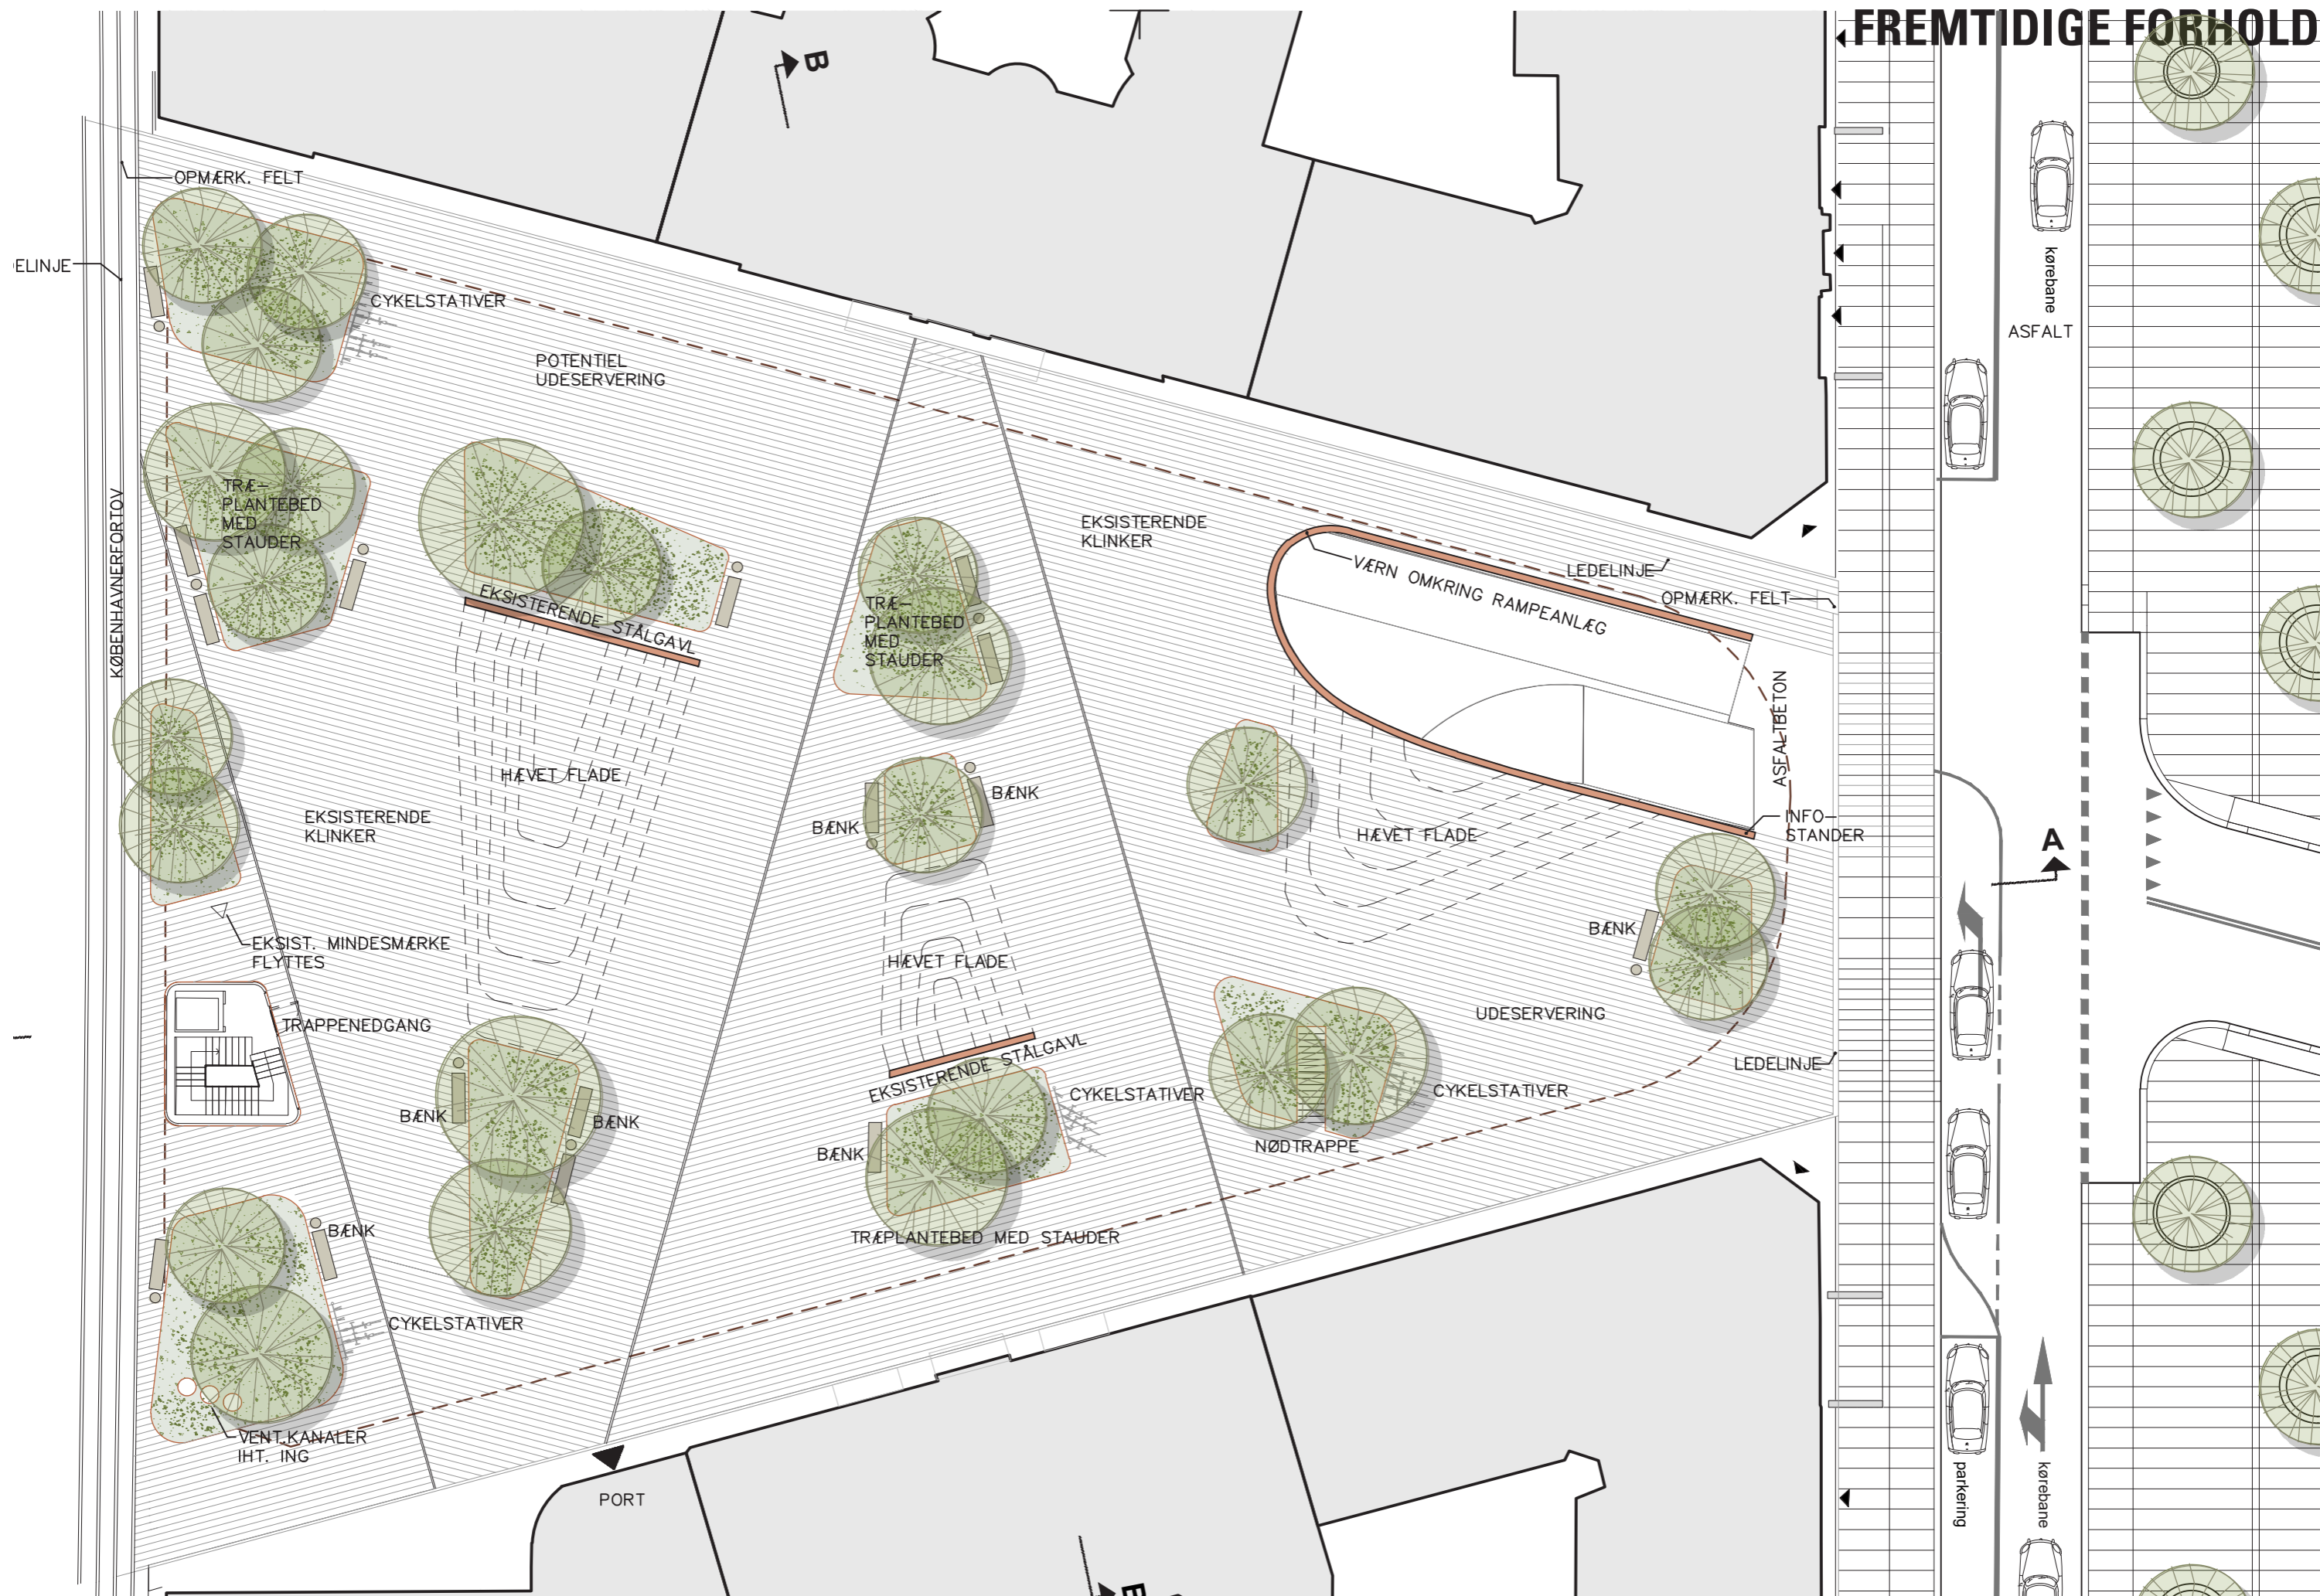 FREMTIDIGE FORHOLD
B
OPMÆRK. FELT
ELINJE
CYKELSTATIVER
kørebane
ASFALT
POTENTIEL
UDESERVERING
KØBENHAVNERFORTOV
TRÆ-
PLANTEBED
MED
STAUDER
EKSISTERENDE STÅLGAVL
TRÆ-
PLANTEBED
MED
STAUDER
EKSISTERENDE
KLINKER
VÆRN OMKRING RAMPEANLÆG
LEDELINJE
OPMÆRK. FELT
ASFALTBETON
HÆVET FLADE
BÆNK
BÆNK
EKSISTERENDE
KLINKER
HÆVET FLADE
INFO-
STANDER
A
EKSIST. MINDESMÆRKE
FLYTTES
HÆVET FLADE
BÆNK
TRAPPENEDGANG
UDESERVERING
EKSISTERENDE STÅLGAVL
LEDELINJE
CYKELSTATIVER
CYKELSTATIVER
BÆNK
BÆNK
BÆNK
NØDTRAPPE
BÆNK
TRÆPLANTEBED MED STAUDER
CYKELSTATIVER
VENT.KANALER
IHT. ING
PORT
parkering
kørebane